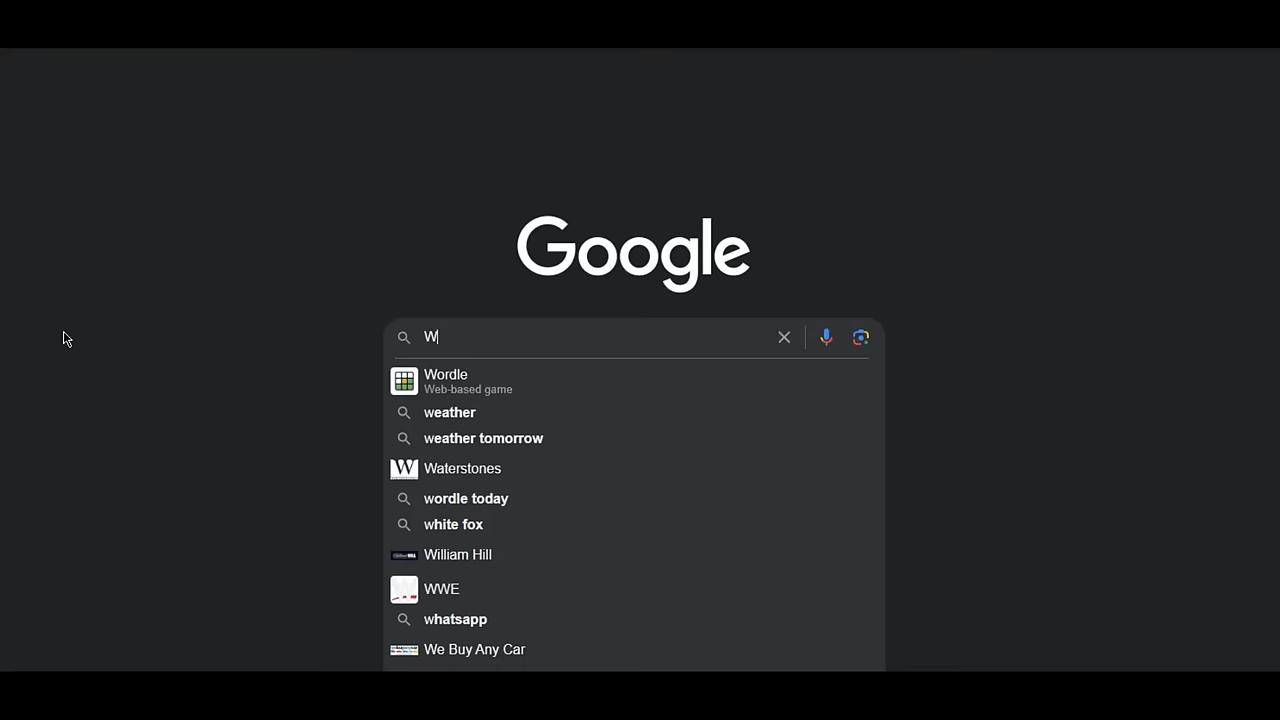 Google
W
Wordle
Web-based game
weather
weather tomorrow
Waterstones
wordle today
white fox
William Hill
WWE
whatsapp
We Buy Any Car